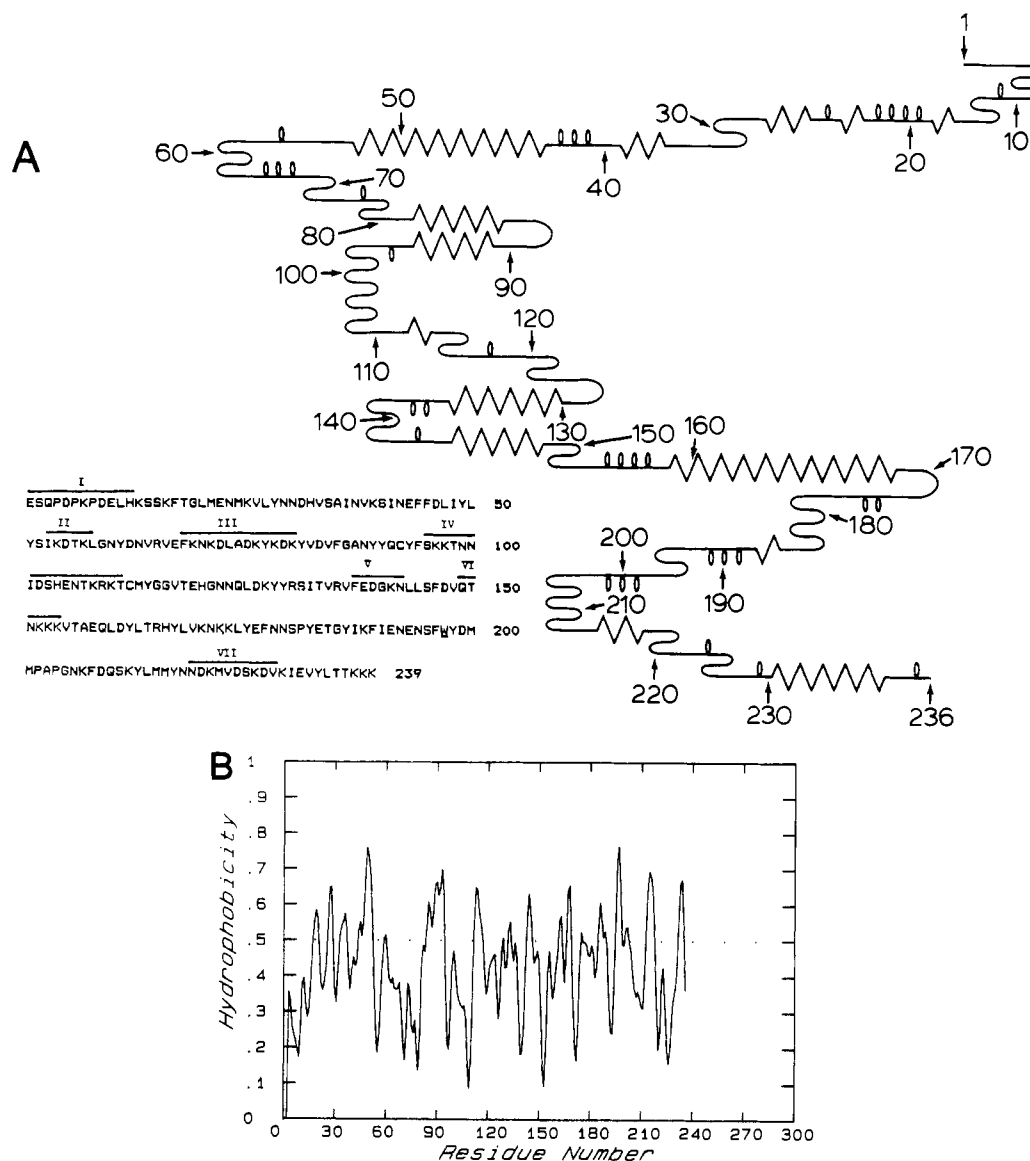 A
1
50
30
10
60
40
20
70
80
100
90
120
110
140
130
150
160
170
180
200
190
210
220
230
236
I
ESQPDPKPDELHKSSKFTGLMENMKVLYNNDHVSAINVKSINEFFDLIYL 50
II III IV
YSIKDTKLGNYDNVRVEFKNKDLADKYKDKYVDVFGANYYQCYFSKKTNN 100
V VI
IDSHENTKRKTCMYGGVTEHGNNQLDKYYRSITVRVFEDGKNLLSFDVQT 150
NKKKVTAEQLDYLTRHYLVKNKKLYEFNNSPYETGYIKFIENENSFWYDM 200
VII
MPAPGNKFDQSKYLMMYNNDKMVDSKDVKIEVYLTTKKK 239
B
Hydrophobicity
1
.9
.8
.7
.6
.5
.4
.3
.2
.1
0
0 30 60 90 120 150 180 210 240 270 300
Residue Number